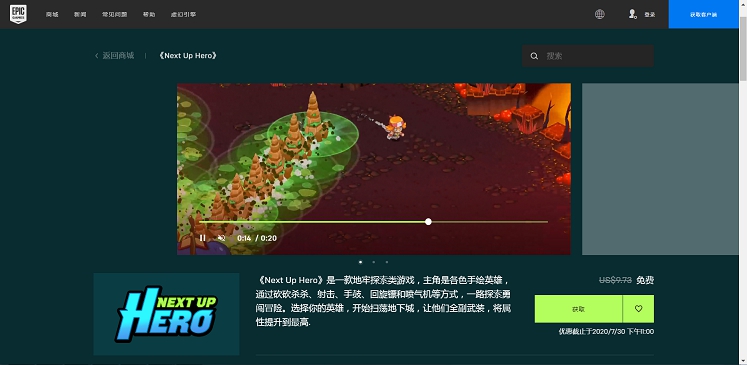 EPIC GAMES
商城 新闻 常见问题 帮助 虚幻引擎 登录 获取客户端
返回商城 《Next Up Hero》 搜索
0:14 / 0:20
NEXT UP
HERO
《Next Up Hero》是一款地牢探索类游戏，主角是各色手绘英雄，
通过砍砍杀杀、射击、手拔、回旋镖和喷气机等方式，一路探索勇
闯冒险。选择你的英雄，开始扫荡地下城，让他们全副武装，将属
性提升到最高.
US$9.73 免费
获取
优惠截止于2020/7/30 下午11:00